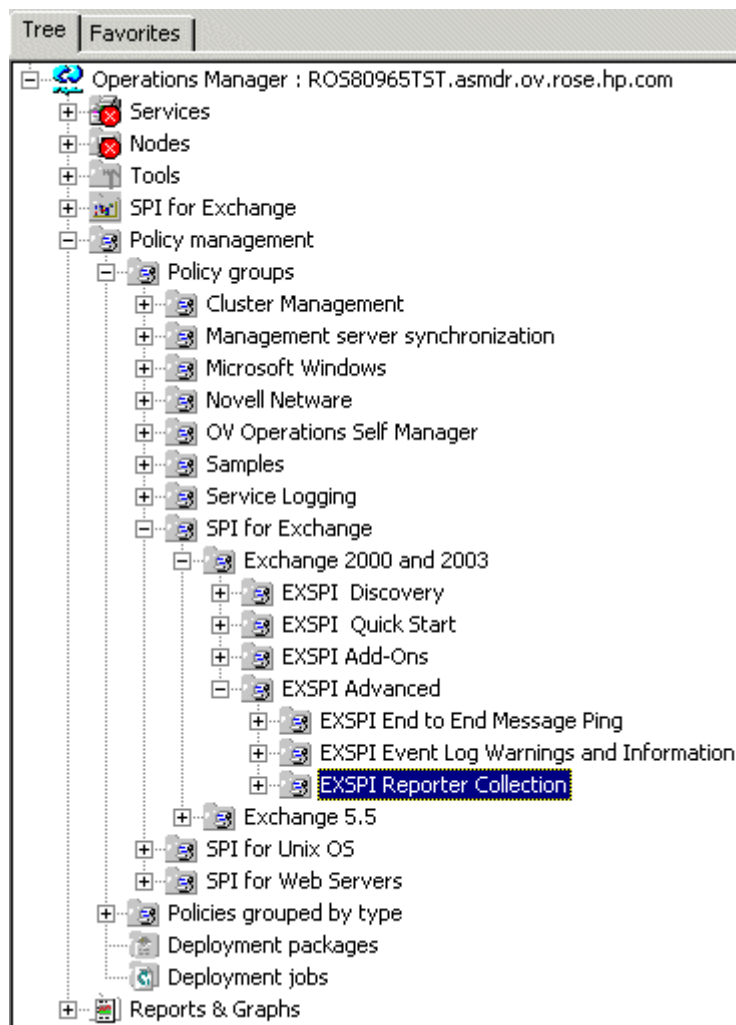 Tree Favorites
Operations Manager : ROS80965TST.asmdr.ov.rose.hp.com
Services
Nodes
Tools
SPI for Exchange
Policy management
Policy groups
Cluster Management
Management server synchronization
Microsoft Windows
Novell Netware
OV Operations Self Manager
Samples
Service Logging
SPI for Exchange
Exchange 2000 and 2003
EXSPI Discovery
EXSPI Quick Start
EXSPI Add-Ons
EXSPI Advanced
EXSPI End to End Message Ping
EXSPI Event Log Warnings and Information
EXSPI Reporter Collection
Exchange 5.5
SPI for Unix OS
SPI for Web Servers
Policies grouped by type
Deployment packages
Deployment jobs
Reports & Graphs